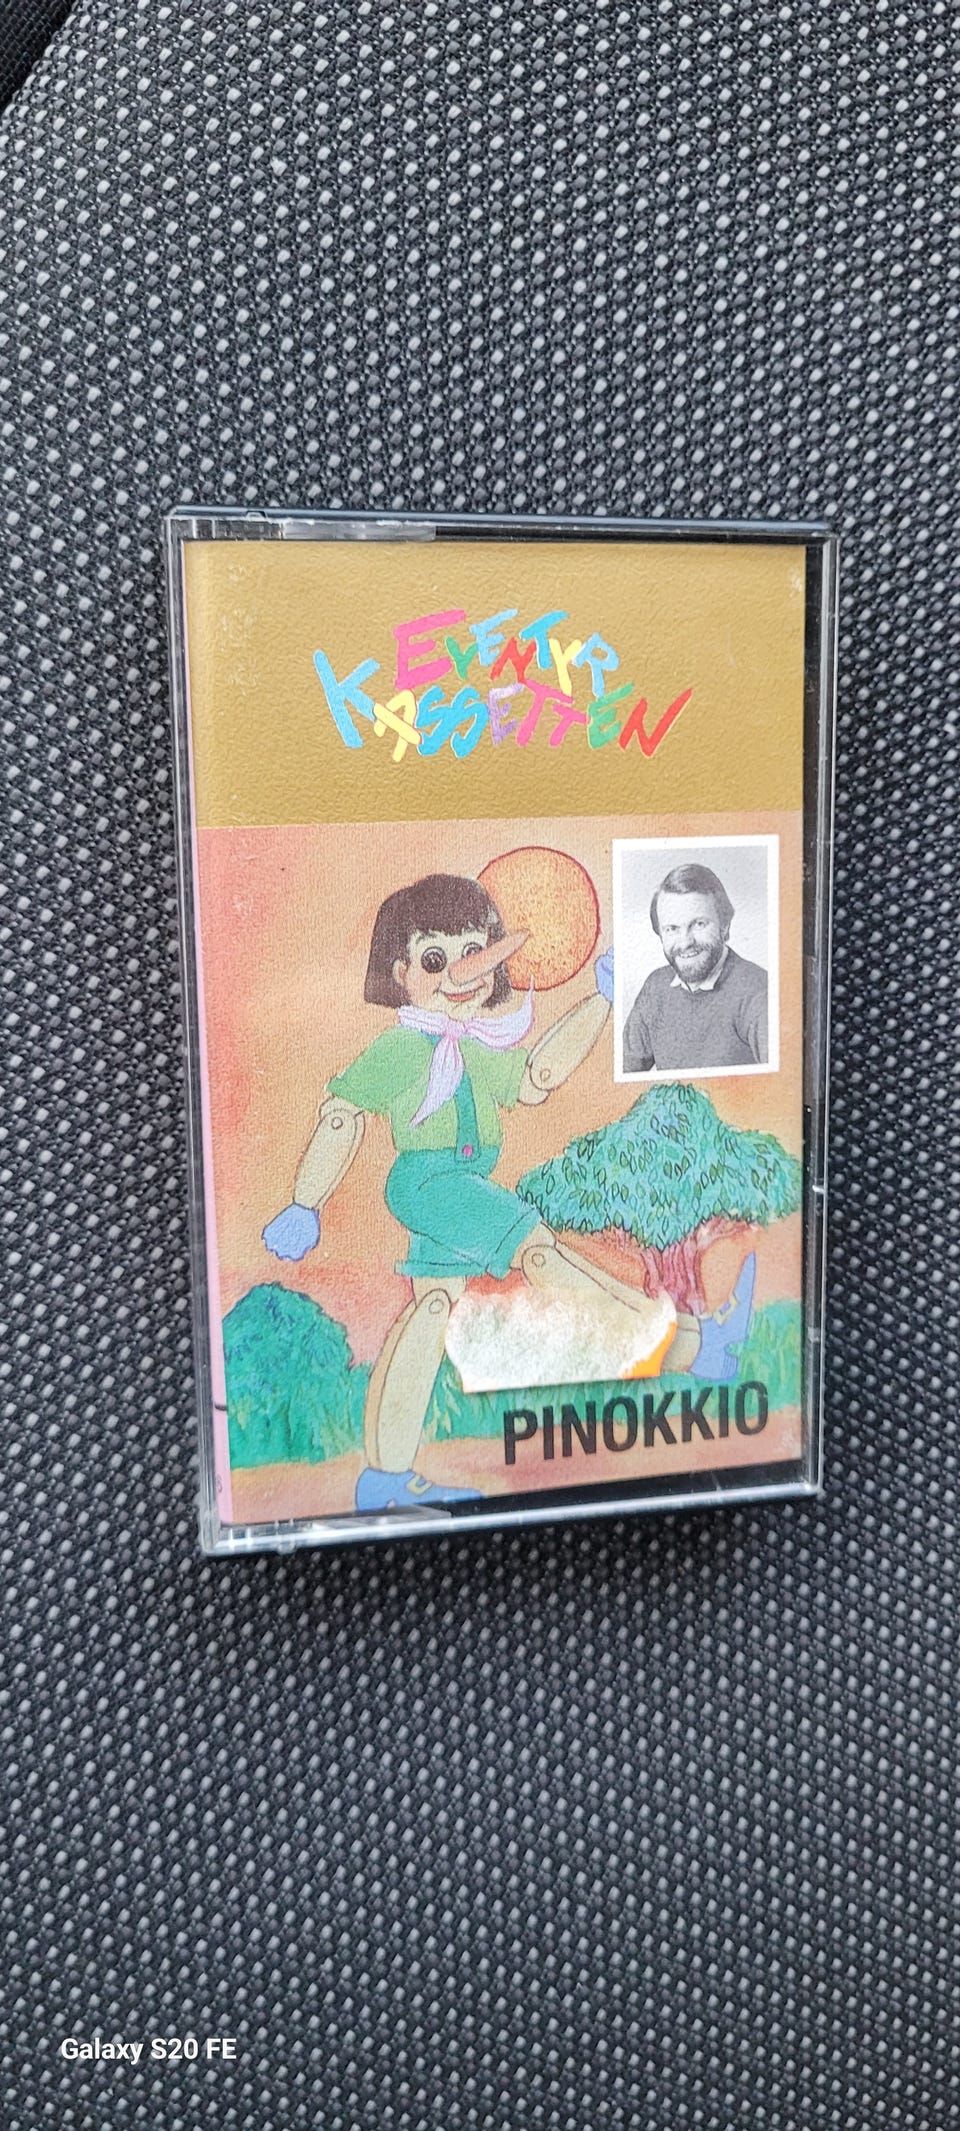 EVENTYR
KASSETTEN
PINOKKIO
Galaxy S20 FE